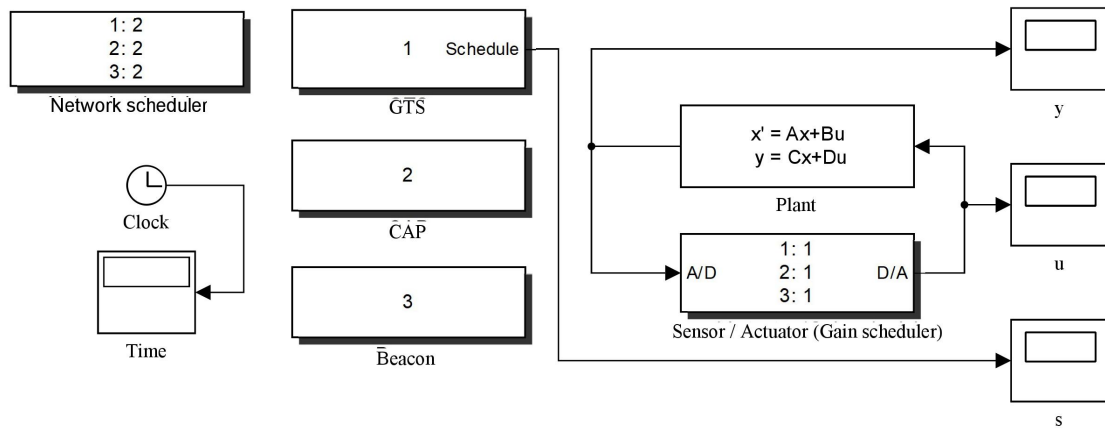 1: 2
2: 2
3: 2
Network scheduler
1
Schedule
GTS
2
CAP
3
Beacon
Clock
Time
x' = Ax+Bu
y = Cx+Du
Plant
A/D
1: 1
2: 1
3: 1
D/A
Sensor / Actuator (Gain scheduler)
y
u
s